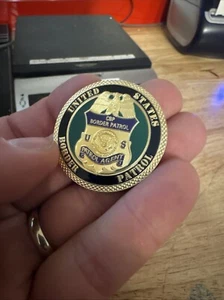 UNITED STATES
CBP
BORDER PATROL
U S
PATROL AGENT
BORDER PATROL